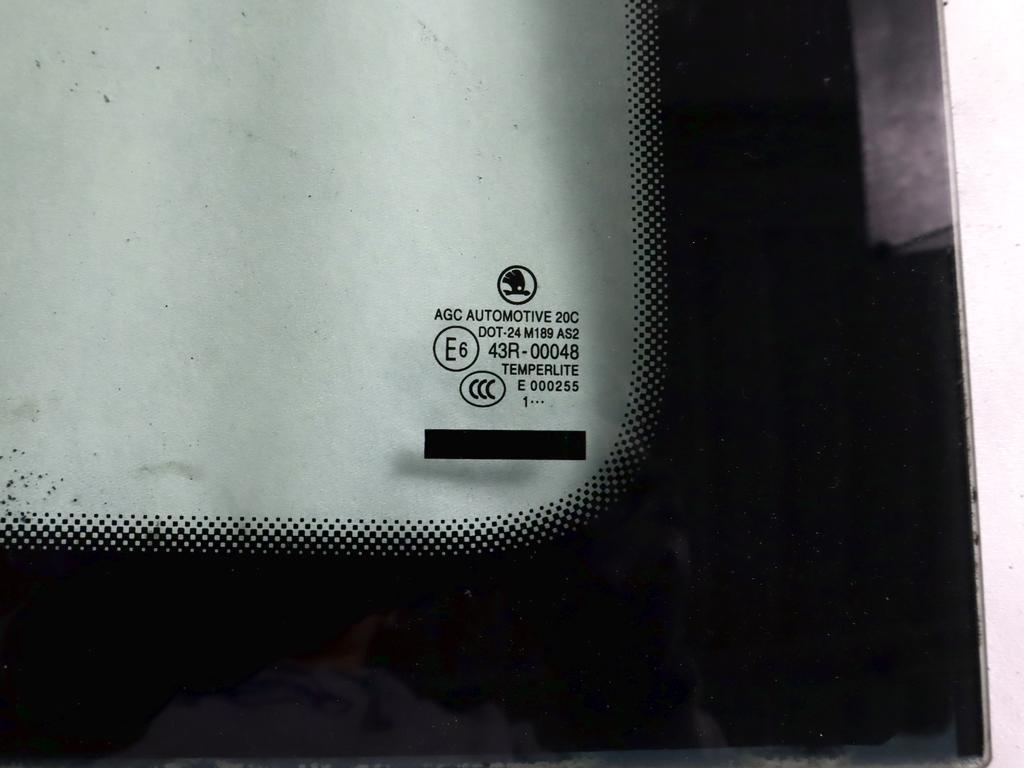 AGC AUTOMOTIVE 20C
DOT-24 M189 AS2
E6 43R-00048
TEMPERLITE
CCC E 000255
1···